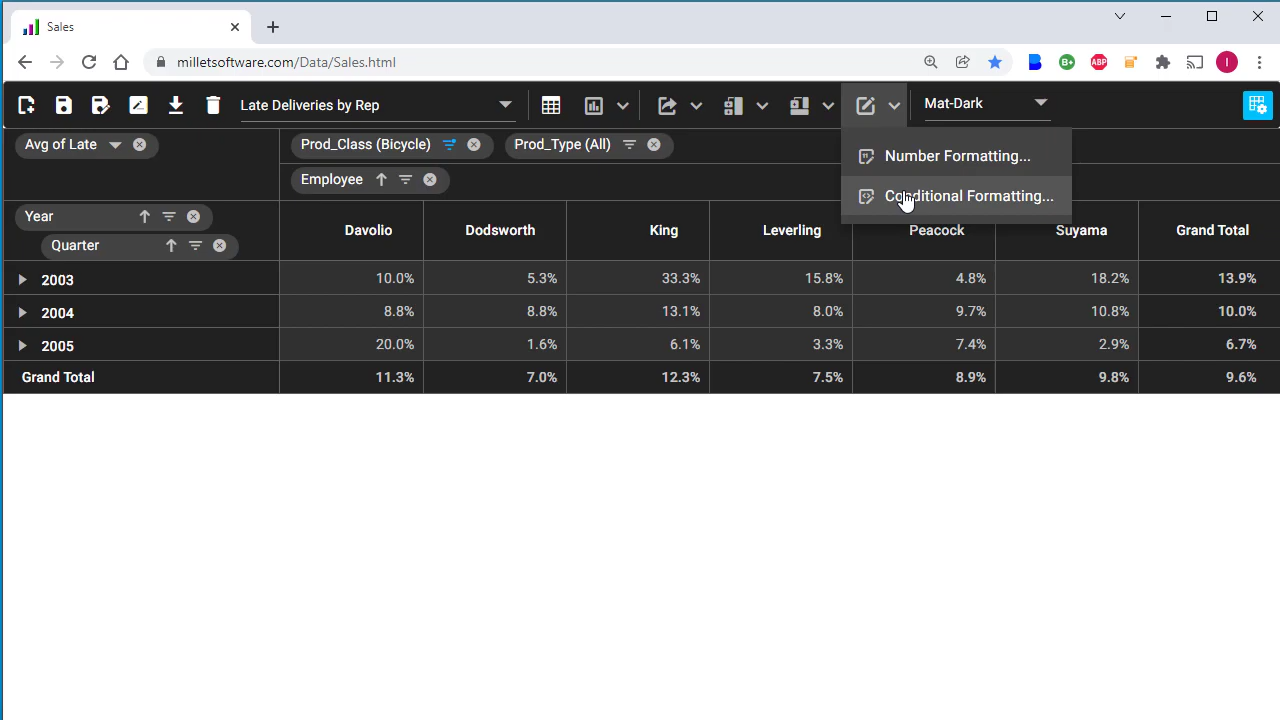 Sales
milletsoftware.com/Data/Sales.html
B+
ABP
I
Late Deliveries by Rep
Mat-Dark
Number Formatting...
Conditional Formatting...
Avg of Late
Prod_Class (Bicycle)
Prod_Type (All)
Employee
Year
Quarter
Davolio Dodsworth King Leverling Peacock Suyama Grand Total
2003 10.0% 5.3% 33.3% 15.8% 4.8% 18.2% 13.9%
2004 8.8% 8.8% 13.1% 8.0% 9.7% 10.8% 10.0%
2005 20.0% 1.6% 6.1% 3.3% 7.4% 2.9% 6.7%
Grand Total 11.3% 7.0% 12.3% 7.5% 8.9% 9.8% 9.6%